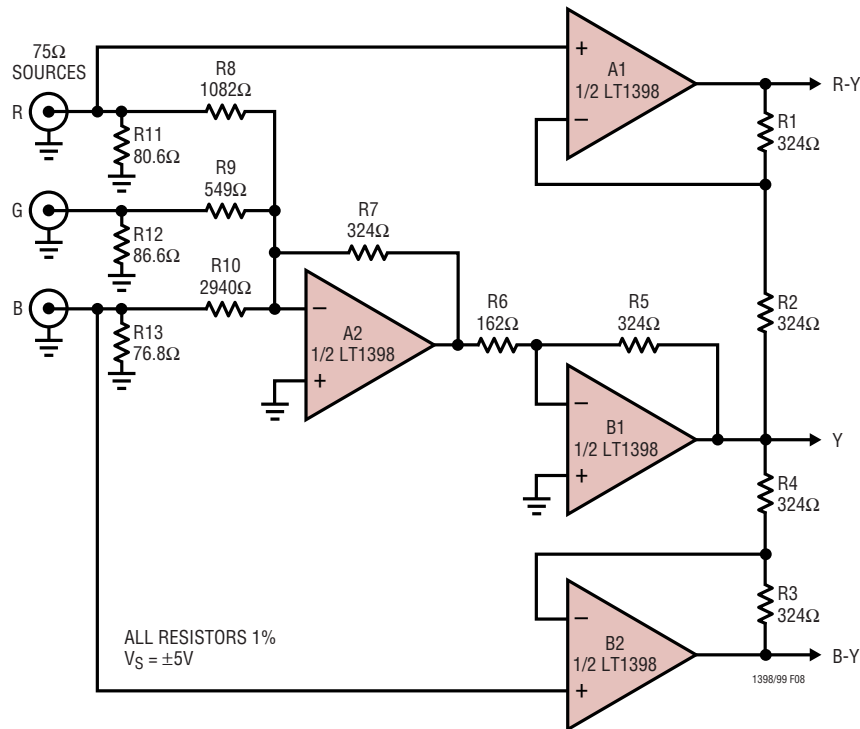 75Ω
SOURCES
R
R11
80.6Ω
R8
1082Ω
G
R12
86.6Ω
R9
549Ω
B
R13
76.8Ω
R10
2940Ω
R7
324Ω
−
A2
1/2 LT1398
+
R6
162Ω
R5
324Ω
+
A1
1/2 LT1398
−
R-Y
R1
324Ω
R2
324Ω
−
B1
1/2 LT1398
+
Y
R4
324Ω
R3
324Ω
−
B2
1/2 LT1398
+
B-Y
1398/99 F08
ALL RESISTORS 1%
VS = ±5V